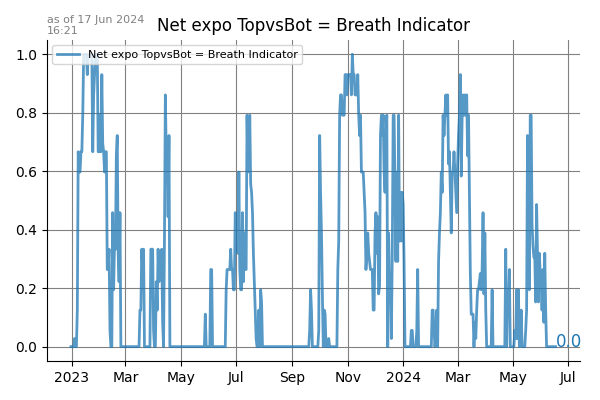 as of 17 Jun 2024
16:21
Net expo TopvsBot = Breath Indicator
Net expo TopvsBot = Breath Indicator
1.0
0.8
0.6
0.4
0.2
0.0
0.0
2023 Mar May Jul Sep Nov 2024 Mar May Jul